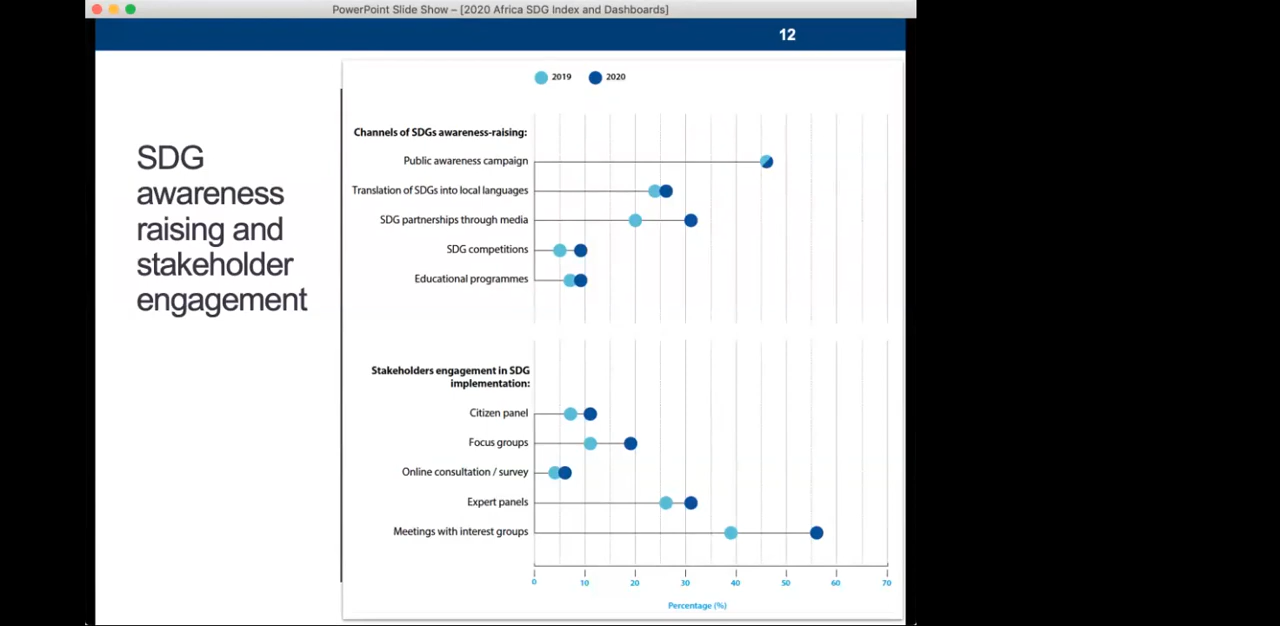 PowerPoint Slide Show – [2020 Africa SDG Index and Dashboards]
12
SDG
awareness
raising and
stakeholder
engagement
2019 2020
Channels of SDGs awareness-raising:
Public awareness campaign
Translation of SDGs into local languages
SDG partnerships through media
SDG competitions
Educational programmes
Stakeholders engagement in SDG
implementation:
Citizen panel
Focus groups
Online consultation / survey
Expert panels
Meetings with interest groups
0 10 20 30 40 50 60 70
Percentage (%)